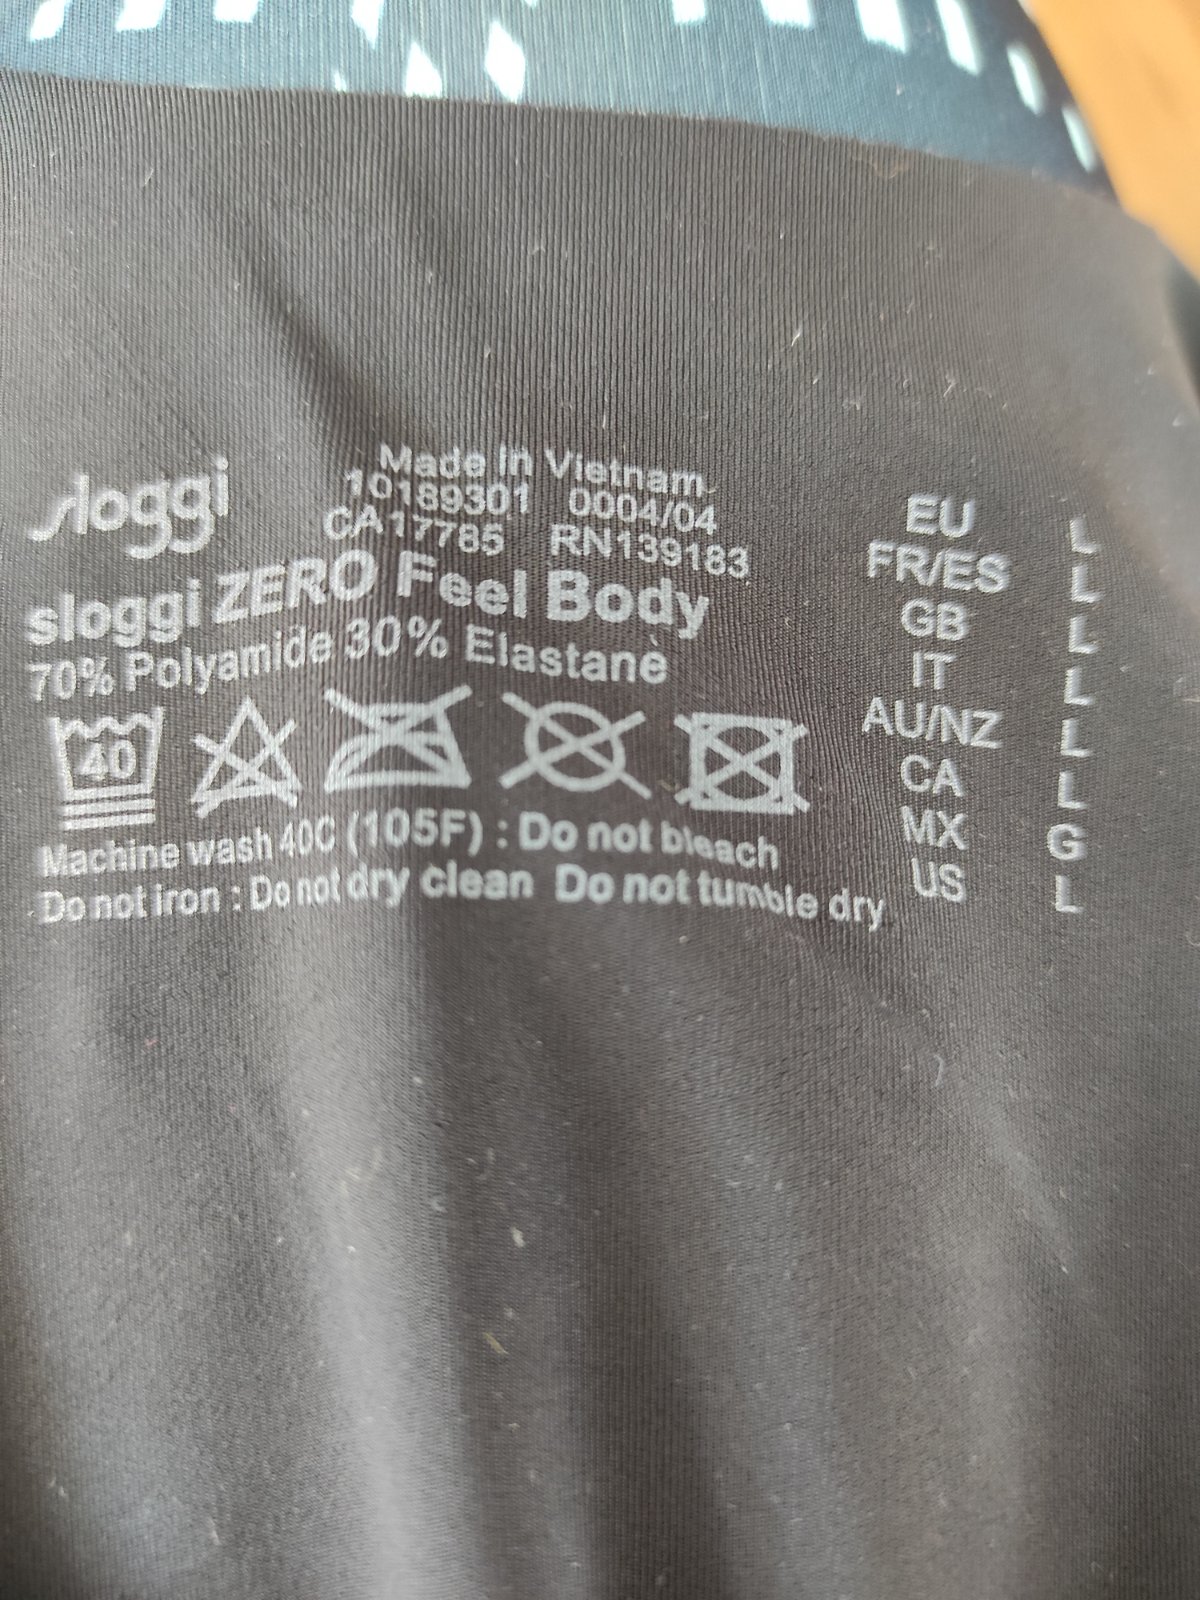 sloggi
Made in Vietnam
10189301 0004/04
CA17785 RN139183
sloggi ZERO Feel Body
70% Polyamide 30% Elastane
40
Machine wash 40C (105F) : Do not bleach
Do not iron : Do not dry clean Do not tumble dry
EU L
FR/ES L
GB L
IT L
AU/NZ L
CA L
MX G
US L